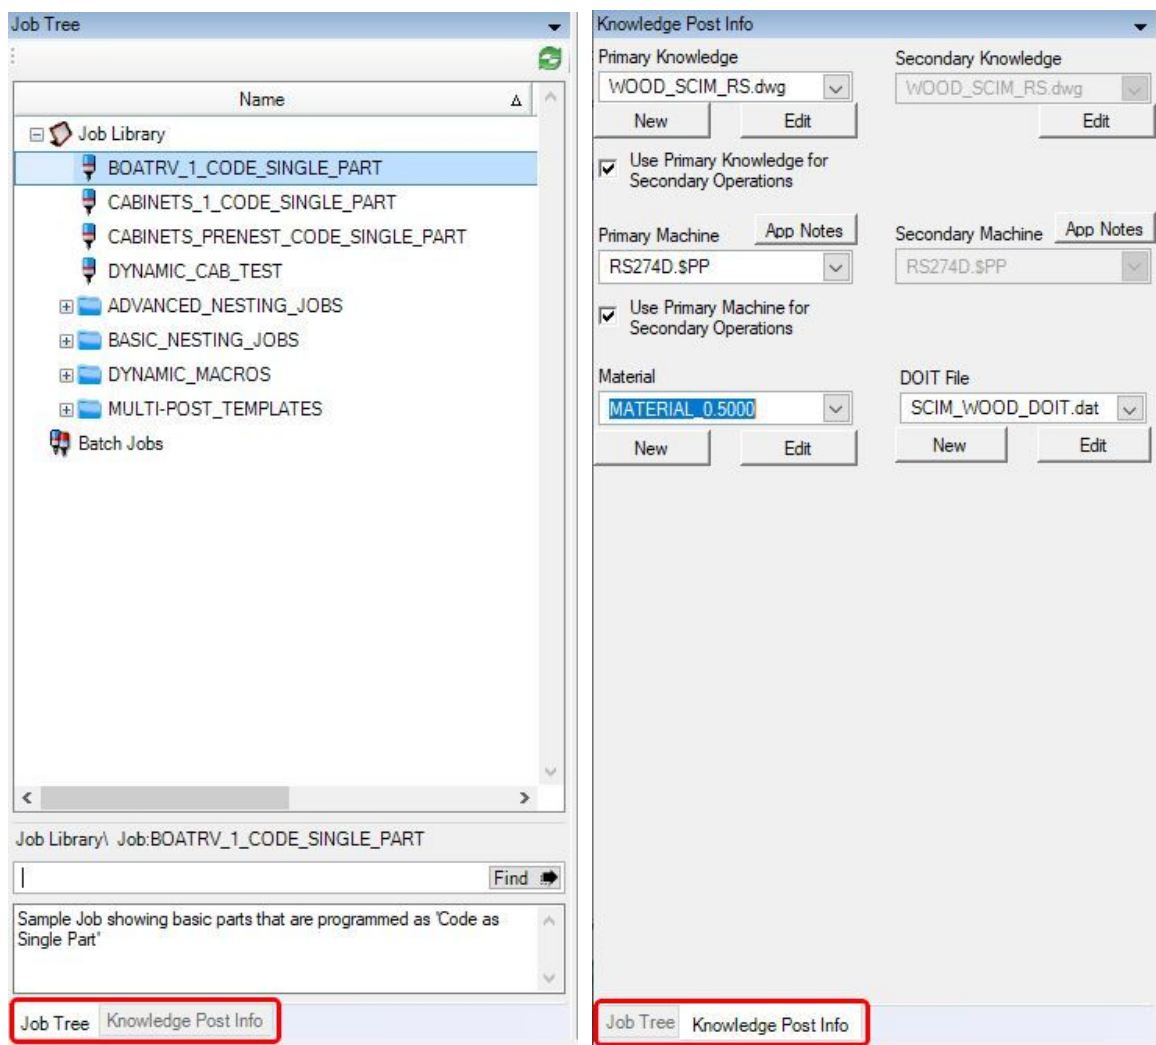 Job Tree
Name
Job Library
BOATRV_1_CODE_SINGLE_PART
CABINETS_1_CODE_SINGLE_PART
CABINETS_PRENEST_CODE_SINGLE_PART
DYNAMIC_CAB_TEST
ADVANCED_NESTING_JOBS
BASIC_NESTING_JOBS
DYNAMIC_MACROS
MULTI-POST_TEMPLATES
Batch Jobs
Job Library\ Job:BOATRV_1_CODE_SINGLE_PART
Find
Sample Job showing basic parts that are programmed as 'Code as
Single Part'
Job Tree Knowledge Post Info
Knowledge Post Info
Primary Knowledge Secondary Knowledge
WOOD_SCIM_RS.dwg WOOD_SCIM_RS.dwg
New Edit Edit
Use Primary Knowledge for
Secondary Operations
Primary Machine App Notes Secondary Machine App Notes
RS274D.$PP RS274D.$PP
Use Primary Machine for
Secondary Operations
Material DOIT File
MATERIAL_0.5000 SCIM_WOOD_DOIT.dat
New Edit New Edit
Job Tree Knowledge Post Info